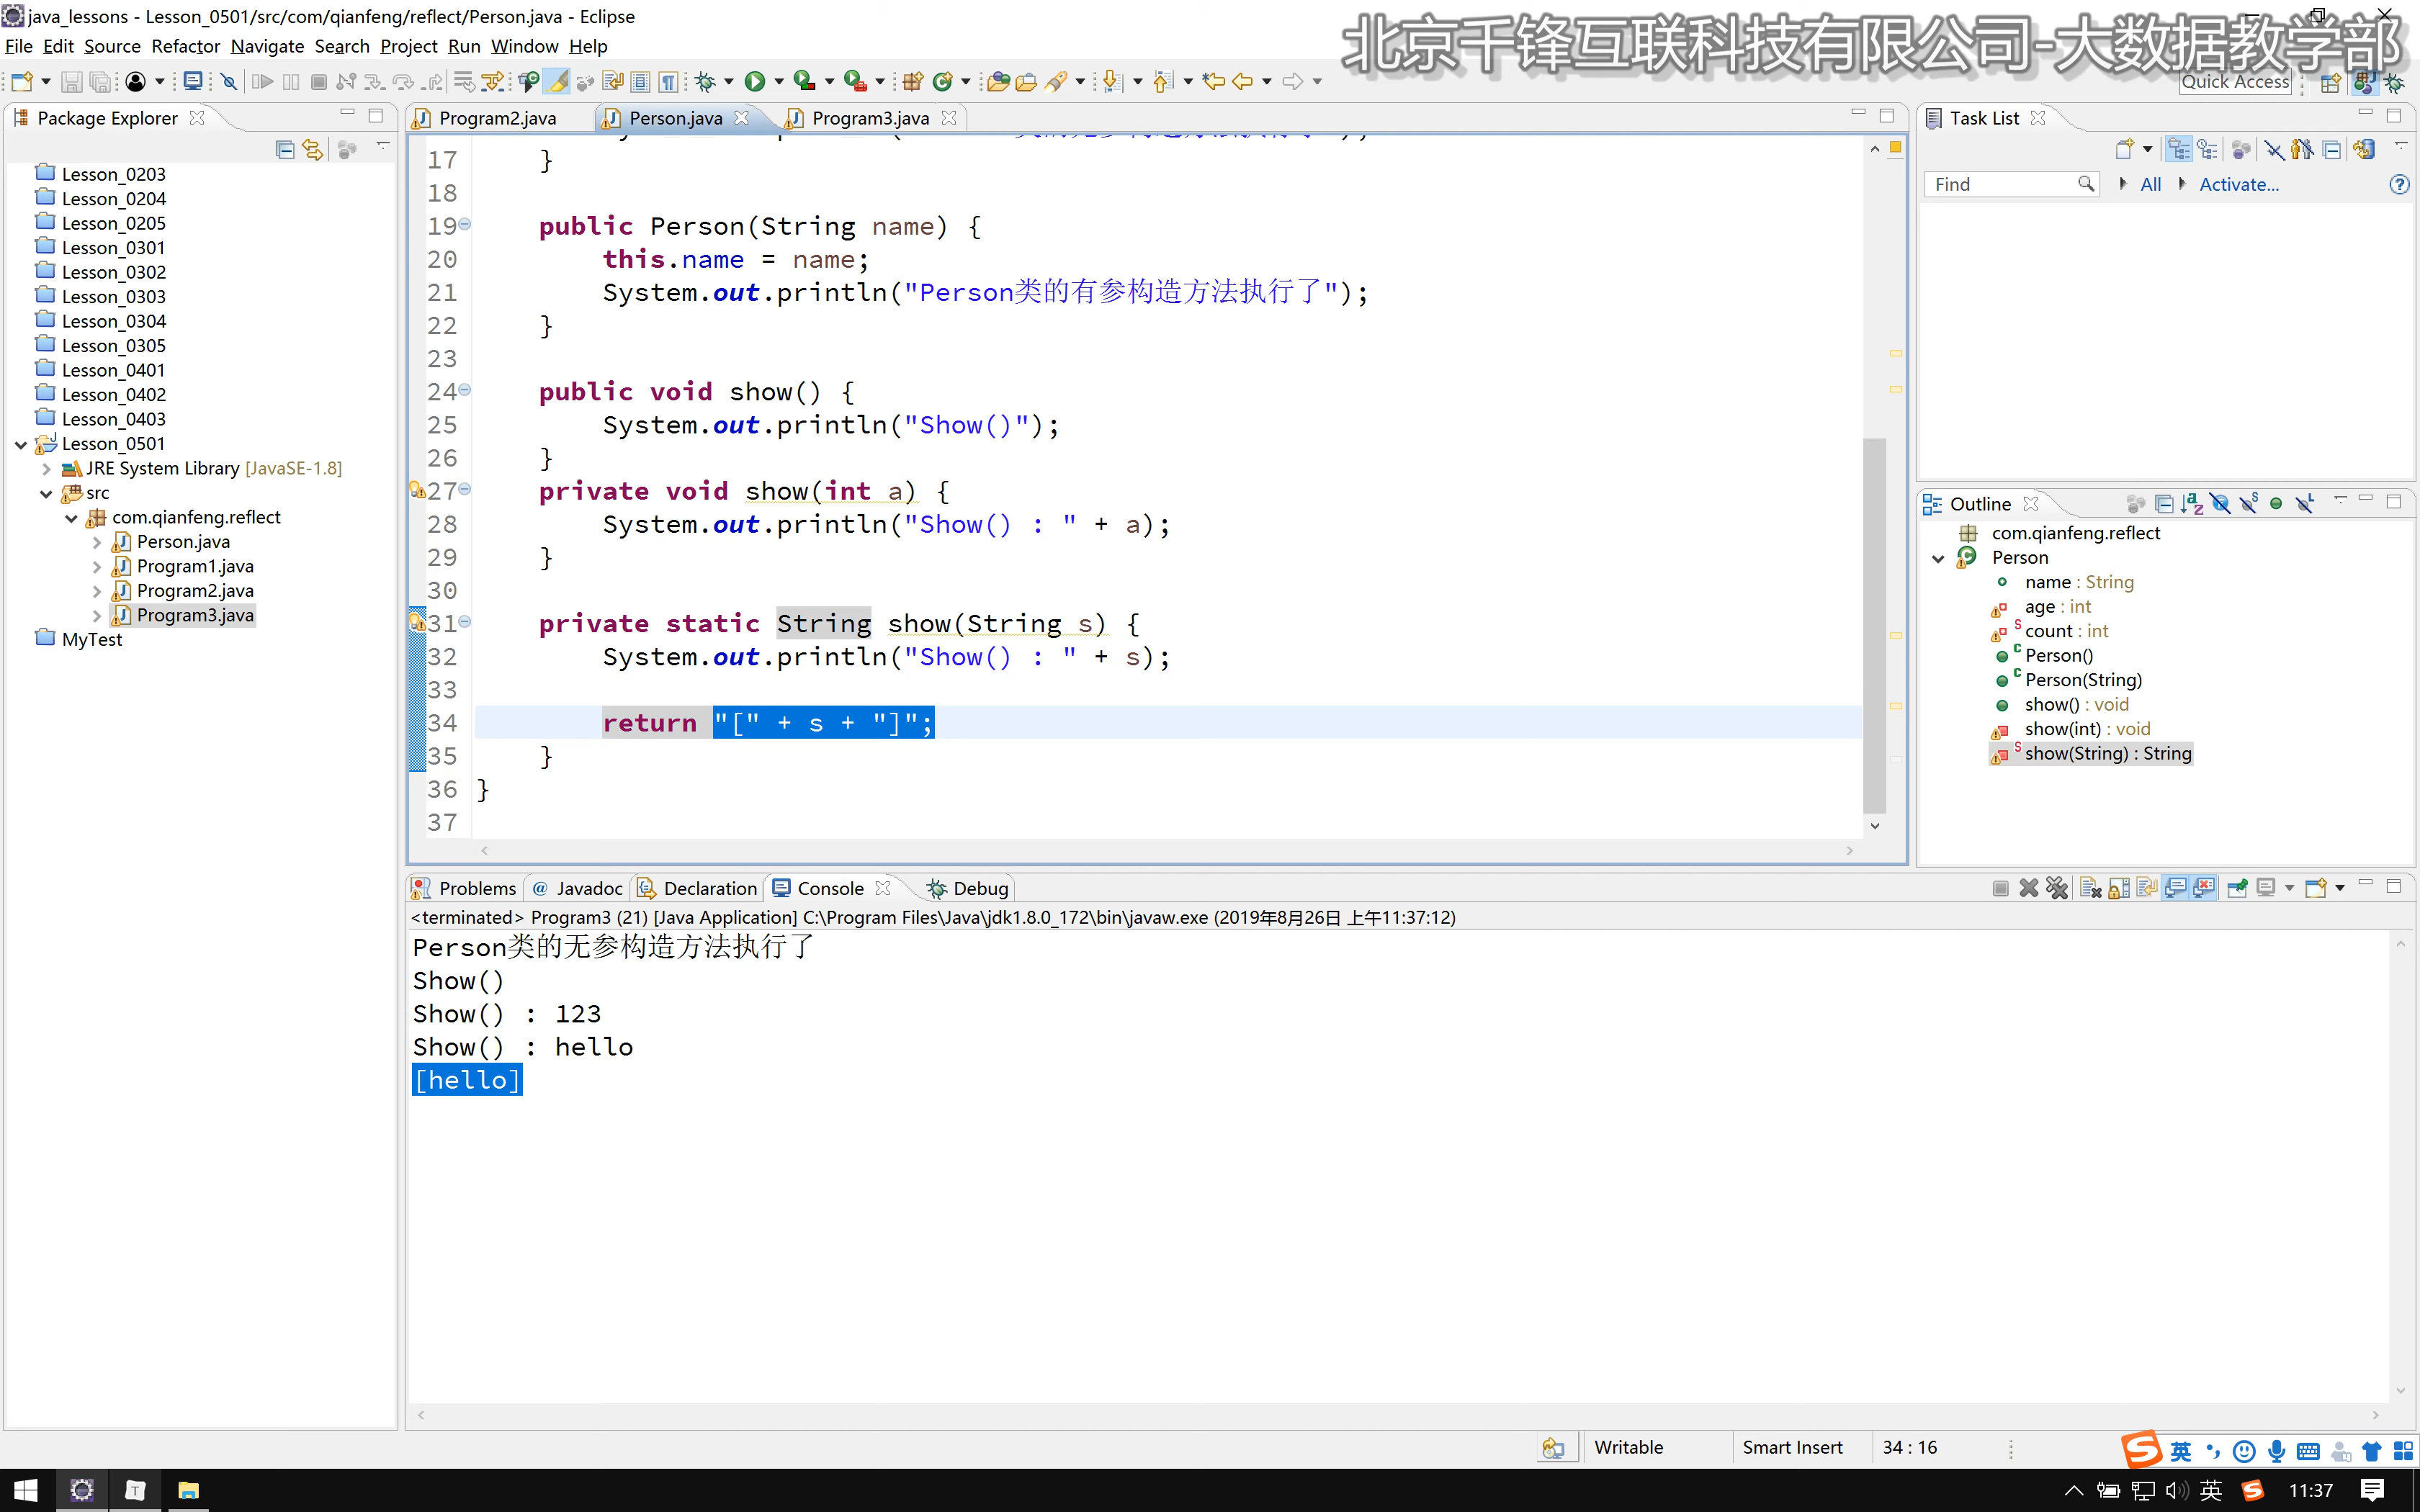 java_lessons - Lesson_0501/src/com/qianfeng/reflect/Person.java - Eclipse
北京千锋互联科技有限公司-大数据教学部
File Edit Source Refactor Navigate Search Project Run Window Help
Quick Access
Package Explorer
Lesson_0203
Lesson_0204
Lesson_0205
Lesson_0301
Lesson_0302
Lesson_0303
Lesson_0304
Lesson_0305
Lesson_0401
Lesson_0402
Lesson_0403
Lesson_0501
JRE System Library [JavaSE-1.8]
src
com.qianfeng.reflect
Person.java
Program1.java
Program2.java
Program3.java
MyTest
Program2.java Person.java Program3.java
17 }
18
19 public Person(String name) {
20 this.name = name;
21 System.out.println("Person类的有参构造方法执行了");
22 }
23
24 public void show() {
25 System.out.println("Show()");
26 }
27 private void show(int a) {
28 System.out.println("Show() : " + a);
29 }
30
31 private static String show(String s) {
32 System.out.println("Show() : " + s);
33
34 return "[" + s + "]";
35 }
36 }
37
Task List
Find All Activate...
Outline
com.qianfeng.reflect
Person
name : String
age : int
count : int
Person()
Person(String)
show() : void
show(int) : void
show(String) : String
Problems @ Javadoc Declaration Console Debug
<terminated> Program3 (21) [Java Application] C:\Program Files\Java\jdk1.8.0_172\bin\javaw.exe (2019年8月26日 上午11:37:12)
Person类的无参构造方法执行了
Show()
Show() : 123
Show() : hello
[hello]
Writable Smart Insert 34 : 16
英
英 11:37